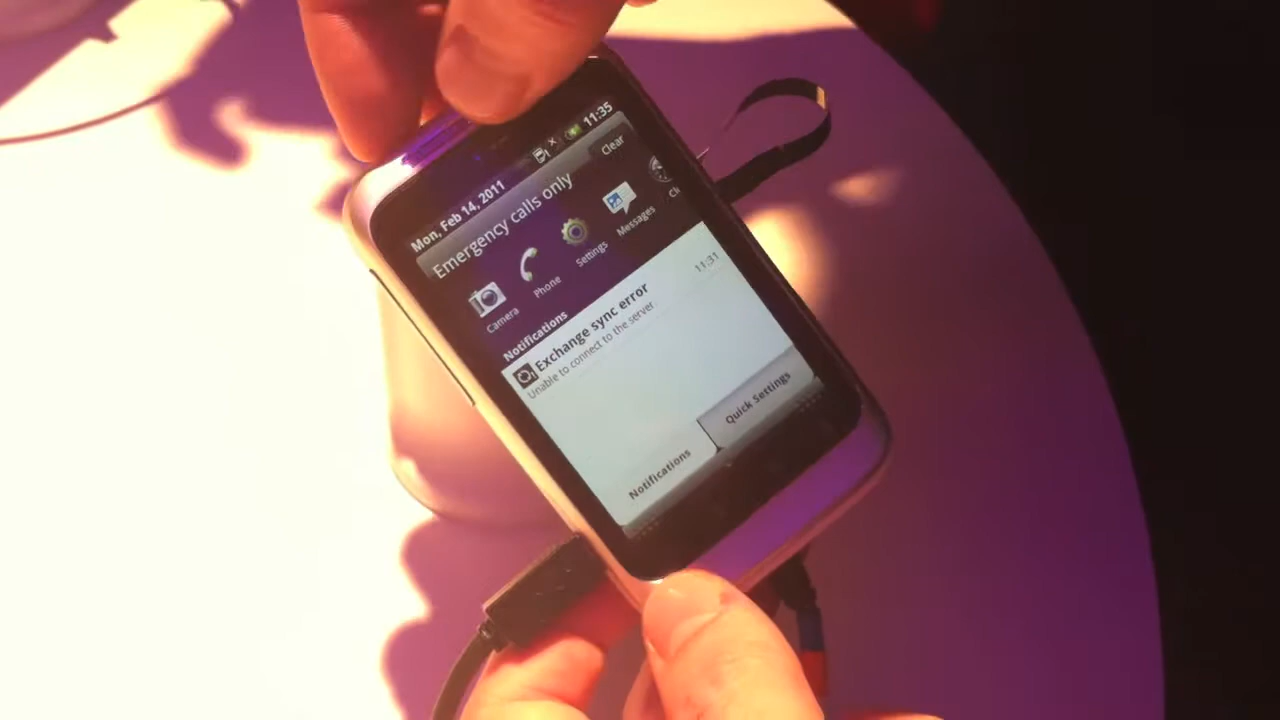 11:35
Mon, Feb 14, 2011
Emergency calls only
Clear
Camera
Phone
Settings
Messages
Notifications
Exchange sync error
11:31
Unable to connect to the server
Notifications
Quick Settings